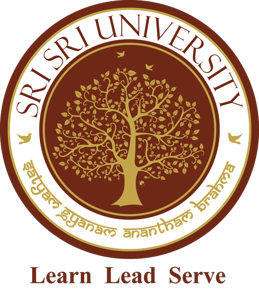 SRI SRI UNIVERSITY
satyam gyanam anantham brahma
Learn Lead Serve